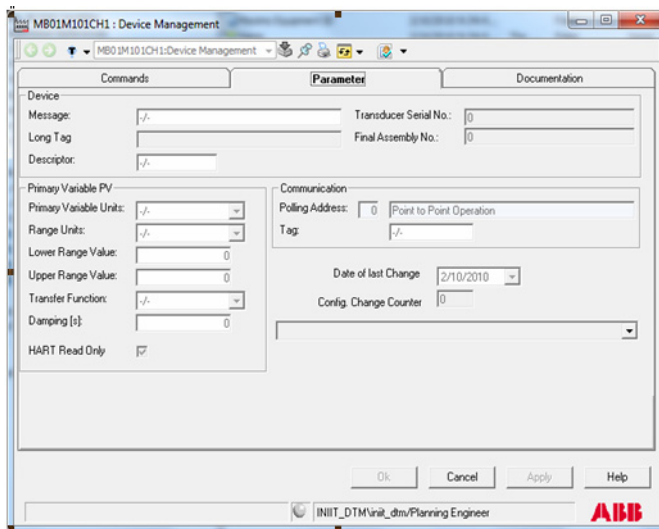 MB01M101CH1 : Device Management
MB01M101CH1:Device Management
Commands
Parameter
Documentation
Device
Message: -/-
Transducer Serial No.: 0
Long Tag
Final Assembly No.: 0
Descriptor: -/-
Primary Variable PV
Primary Variable Units: -/-
Range Units: -/-
Lower Range Value: 0
Upper Range Value: 0
Transfer Function: -/-
Damping [s]: 0
HART Read Only
Communication
Polling Address: 0 Point to Point Operation
Tag: -/-
Date of last Change 2/10/2010
Config. Change Counter 0
Ok
Cancel
Apply
Help
INIIT_DTM\iniit_dtm/Planning Engineer
ABB